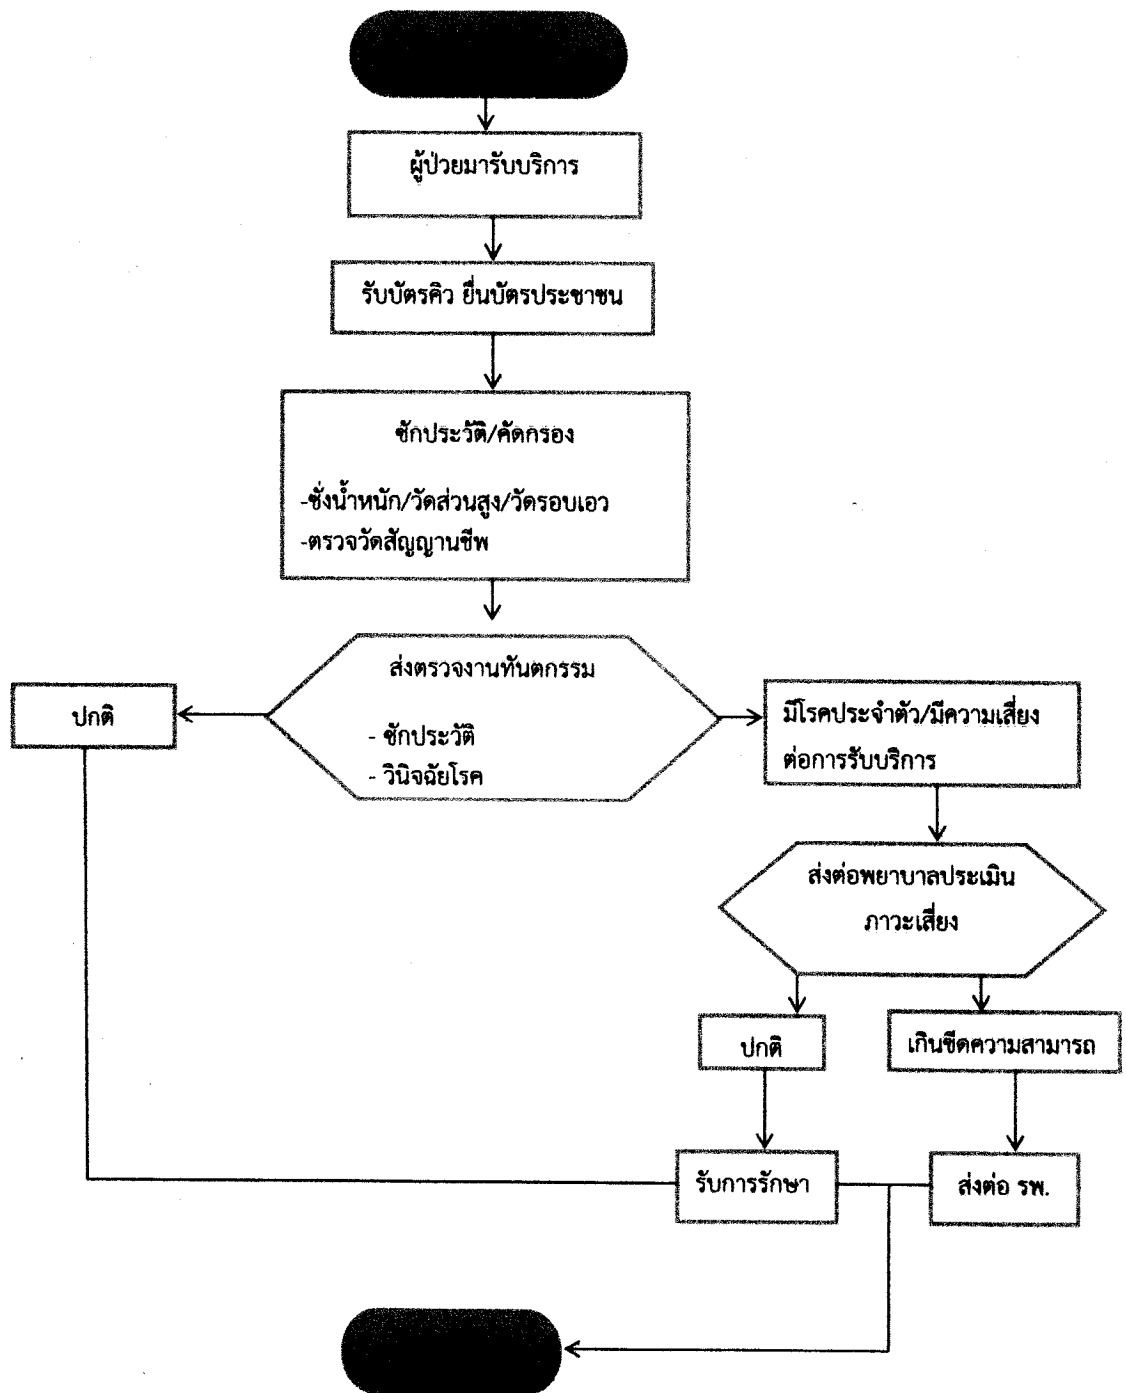 ผู้ป่วยมารับบริการ
รับบัตรคิว ยื่นบัตรประชาชน
ซักประวัติ/คัดกรอง
-ชั่งน้ำหนัก/วัดส่วนสูง/วัดรอบเอว
-ตรวจวัดสัญญานชีพ
ส่งตรวจงานทันตกรรม
- ซักประวัติ
- วินิจฉัยโรค
ปกติ
มีโรคประจำตัว/มีความเสี่ยง
ต่อการรับบริการ
ส่งต่อพยาบาลประเมิน
ภาวะเสี่ยง
ปกติ
เกินขีดความสามารถ
รับการรักษา
ส่งต่อ รพ.